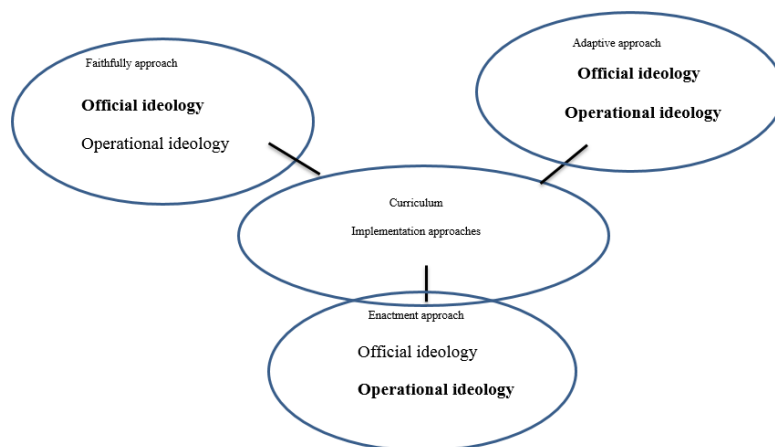 Faithfully approach
Official ideology
Operational ideology
Adaptive approach
Official ideology
Operational ideology
Curriculum
Implementation approaches
Enactment approach
Official ideology
Operational ideology